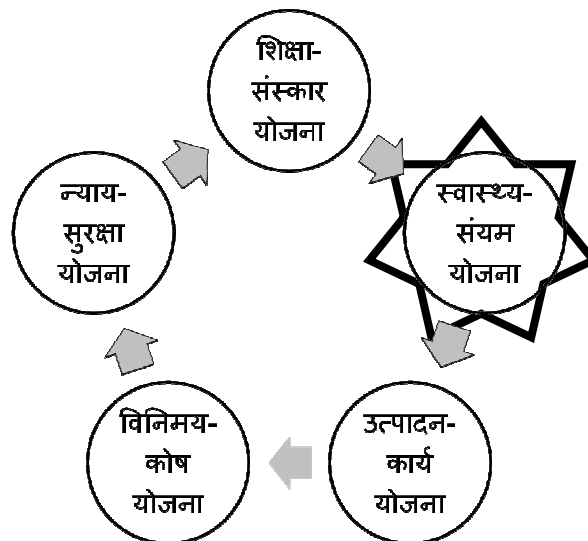 शिक्षा-
संस्कार
योजना
स्वास्थ्य-
संयम
योजना
उत्पादन-
कार्य
योजना
विनिमय-
कोष
योजना
न्याय-
सुरक्षा
योजना